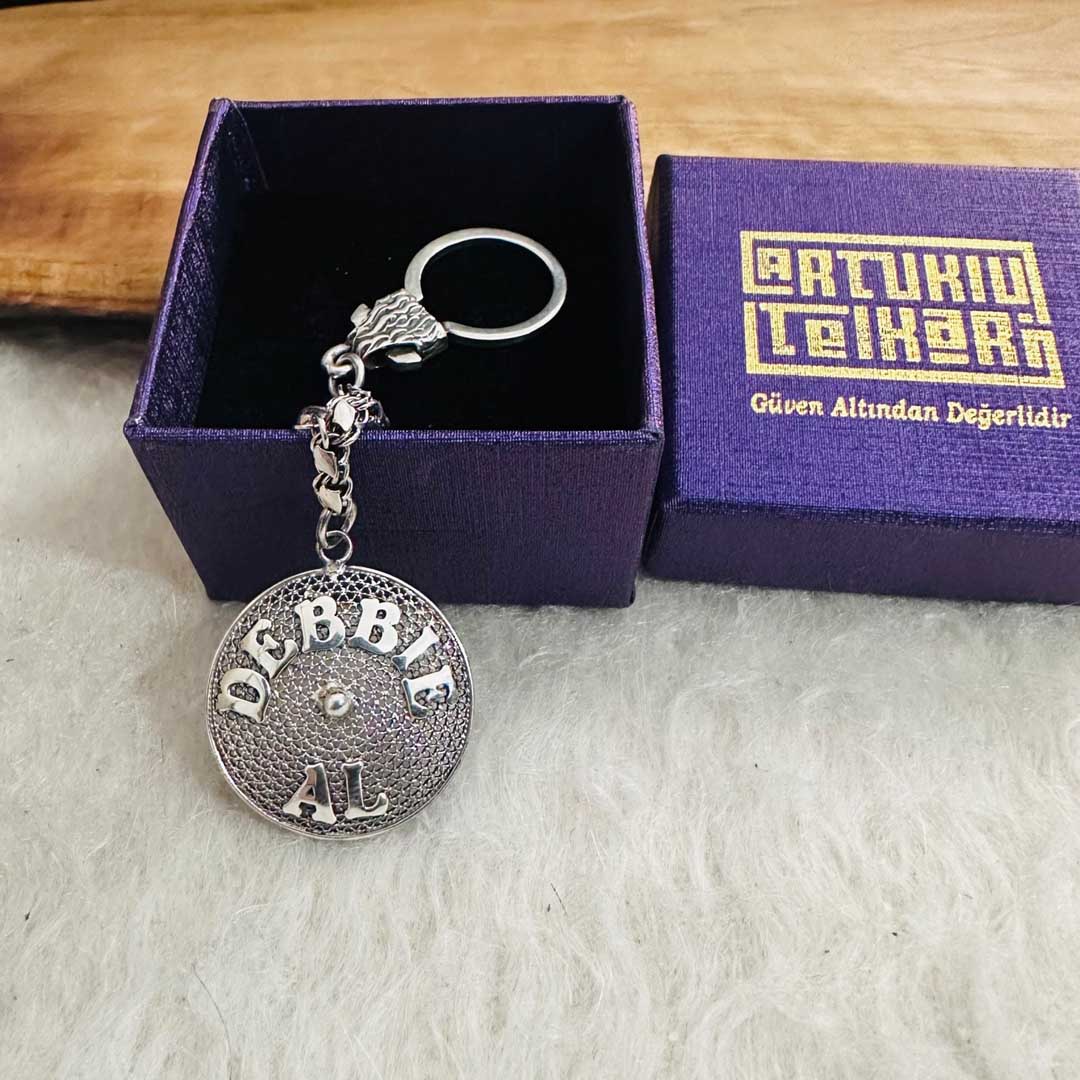 ARTUKLU
TELKARİ
Güven Altından Değerlidir
DEBBIE
AL